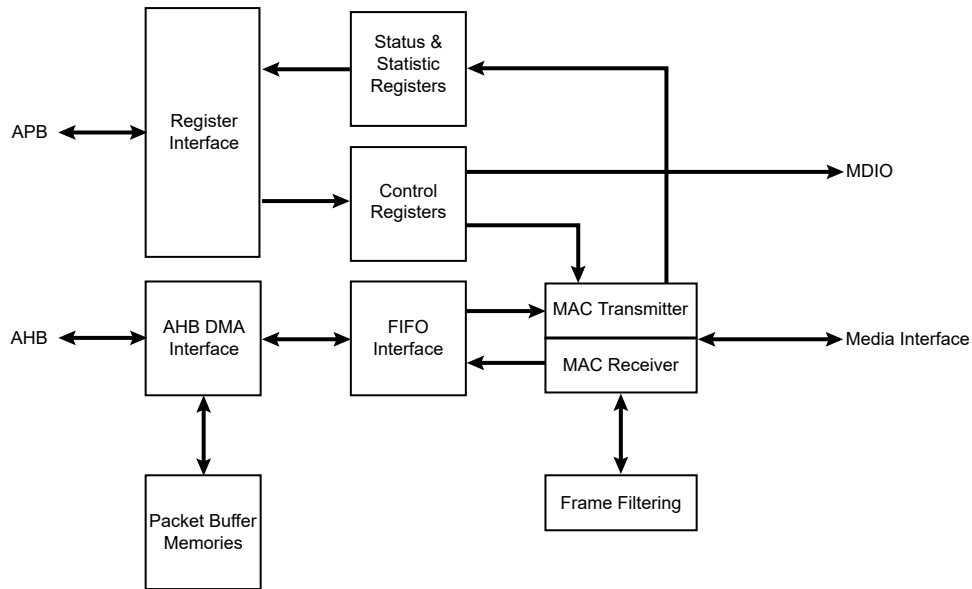 Status &
Statistic
Registers
APB
Register
Interface
Control
Registers
MDIO
AHB
AHB DMA
Interface
FIFO
Interface
MAC Transmitter
MAC Receiver
Media Interface
Packet Buffer
Memories
Frame Filtering